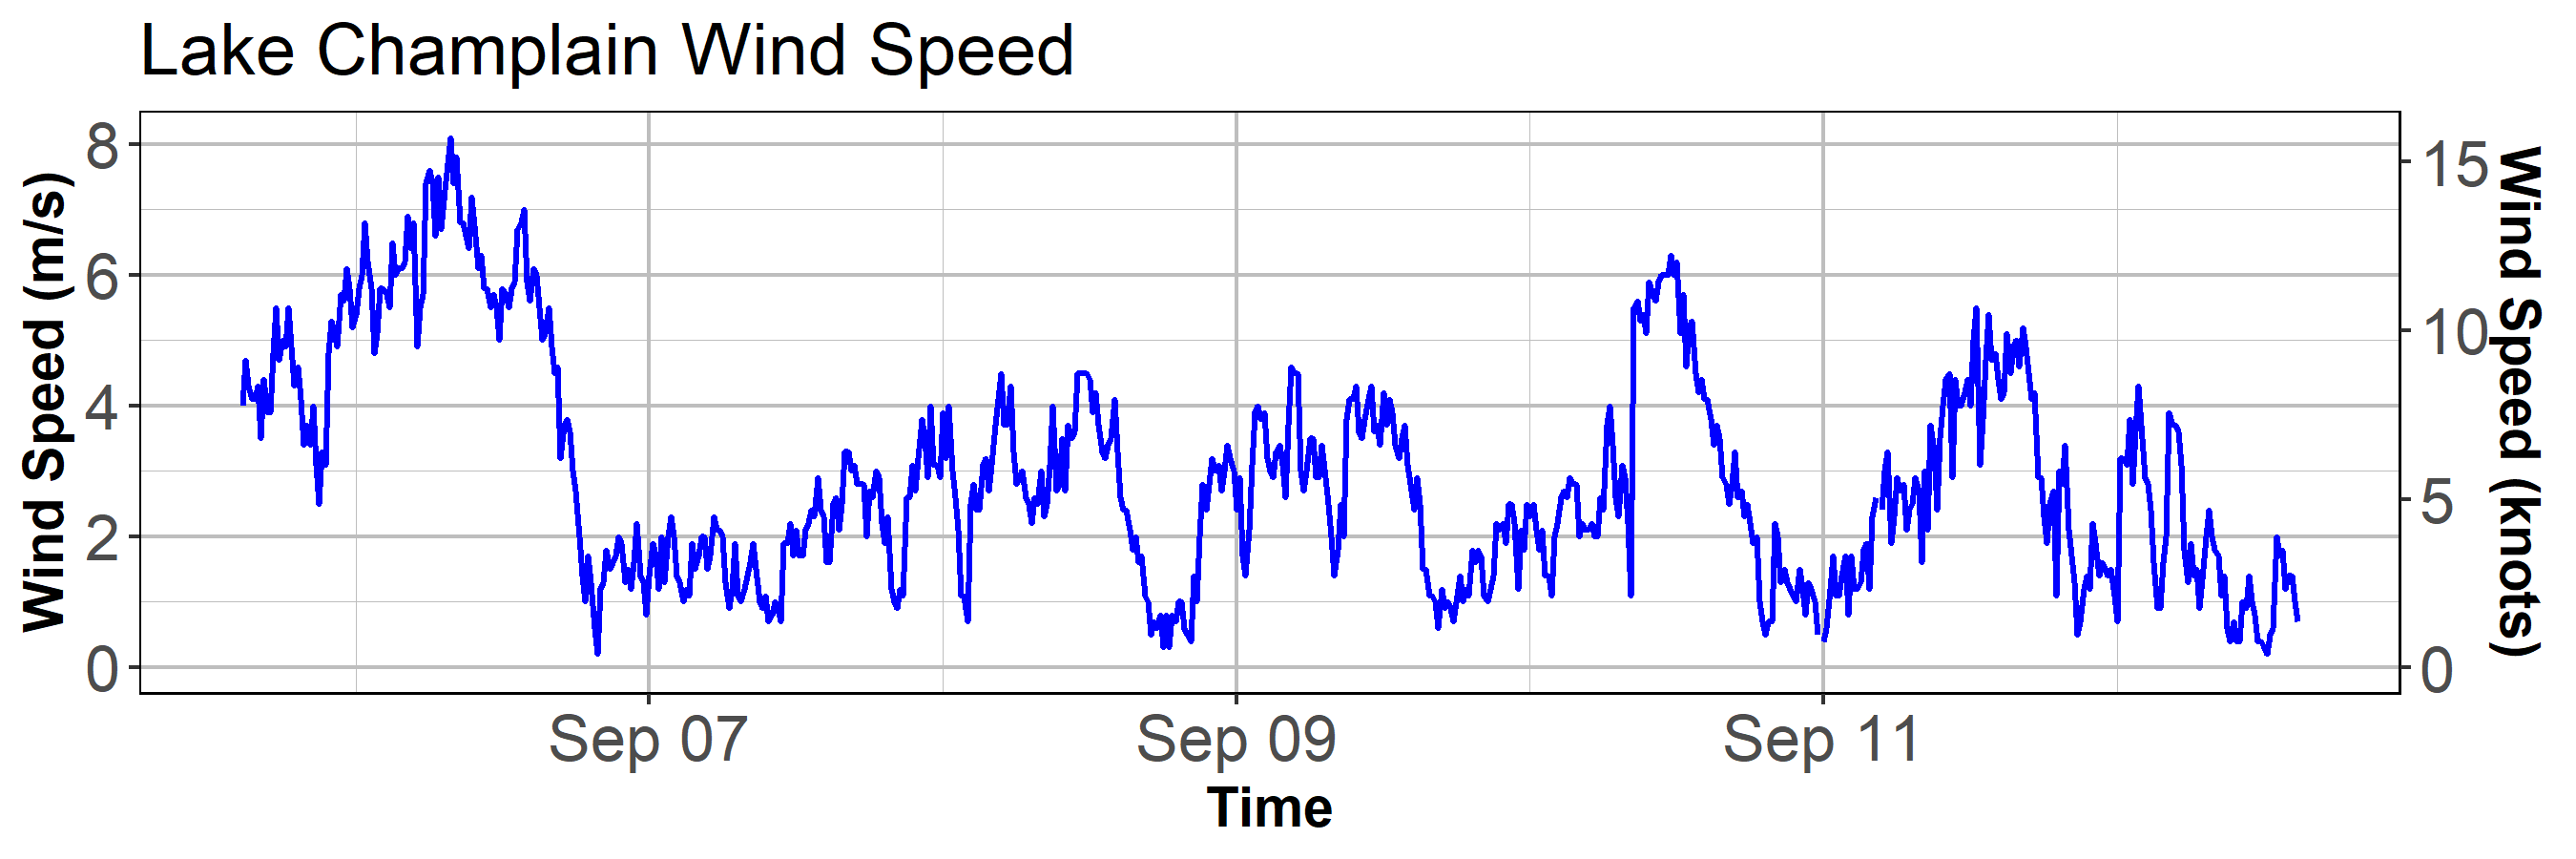 Lake Champlain Wind Speed
Wind Speed (m/s)
8
6
4
2
0
15
10
5
0
Wind Speed (knots)
Sep 07
Sep 09
Sep 11
Time